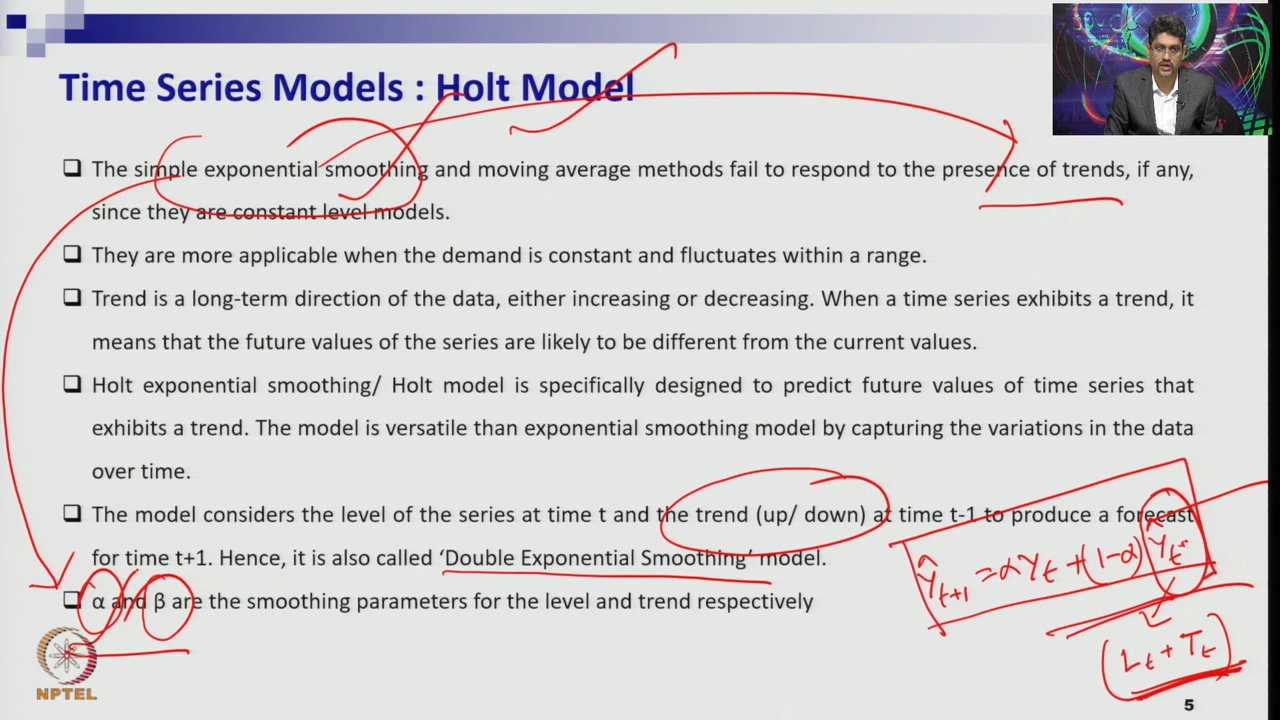 Time Series Models : Holt Model
❑ The simple exponential smoothing and moving average methods fail to respond to the presence of trends, if any,
since they are constant level models.
❑ They are more applicable when the demand is constant and fluctuates within a range.
❑ Trend is a long-term direction of the data, either increasing or decreasing. When a time series exhibits a trend, it
means that the future values of the series are likely to be different from the current values.
❑ Holt exponential smoothing/ Holt model is specifically designed to predict future values of time series that
exhibits a trend. The model is versatile than exponential smoothing model by capturing the variations in the data
over time.
❑ The model considers the level of the series at time t and the trend (up/ down) at time t-1 to produce a forecast
for time t+1. Hence, it is also called ‘Double Exponential Smoothing’ model.
Ŷt+1 = αYt + (1-α) Ŷt
❑ α and β are the smoothing parameters for the level and trend respectively
(Lt + Tt)
NPTEL
5